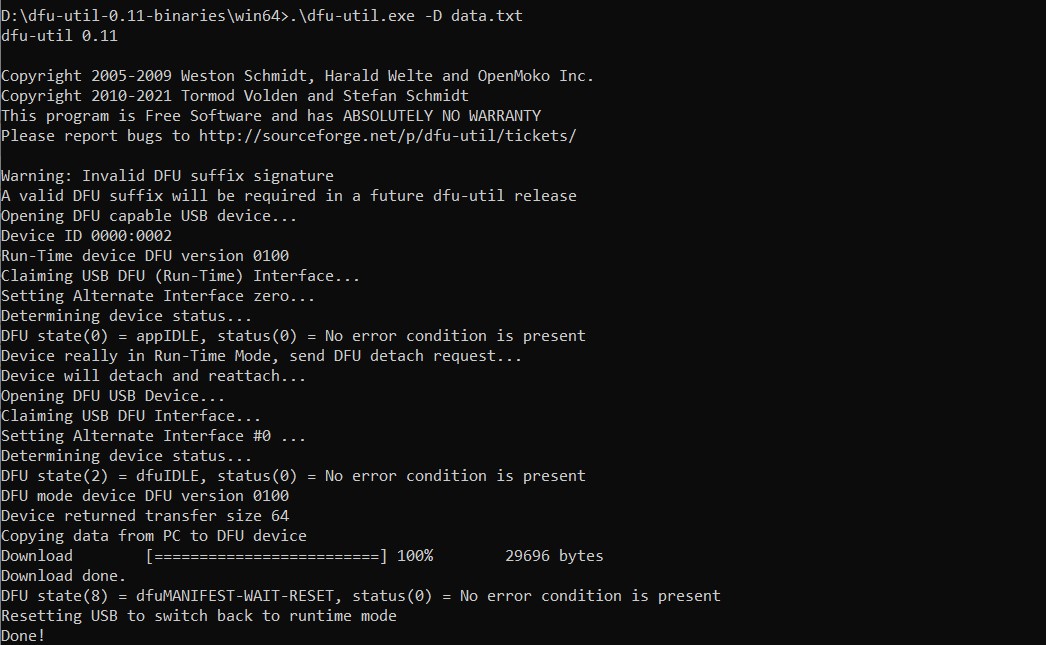 D:\dfu-util-0.11-binaries\win64>.\dfu-util.exe -D data.txt
dfu-util 0.11
Copyright 2005-2009 Weston Schmidt, Harald Welte and OpenMoko Inc.
Copyright 2010-2021 Tormod Volden and Stefan Schmidt
This program is Free Software and has ABSOLUTELY NO WARRANTY
Please report bugs to http://sourceforge.net/p/dfu-util/tickets/
Warning: Invalid DFU suffix signature
A valid DFU suffix will be required in a future dfu-util release
Opening DFU capable USB device...
Device ID 0000:0002
Run-Time device DFU version 0100
Claiming USB DFU (Run-Time) Interface...
Setting Alternate Interface zero...
Determining device status...
DFU state(0) = appIDLE, status(0) = No error condition is present
Device really in Run-Time Mode, send DFU detach request...
Device will detach and reattach...
Opening DFU USB Device...
Claiming USB DFU Interface...
Setting Alternate Interface #0 ...
Determining device status...
DFU state(2) = dfuIDLE, status(0) = No error condition is present
DFU mode device DFU version 0100
Device returned transfer size 64
Copying data from PC to DFU device
Download        [=========================] 100%        29696 bytes
Download done.
DFU state(8) = dfuMANIFEST-WAIT-RESET, status(0) = No error condition is present
Resetting USB to switch back to runtime mode
Done!